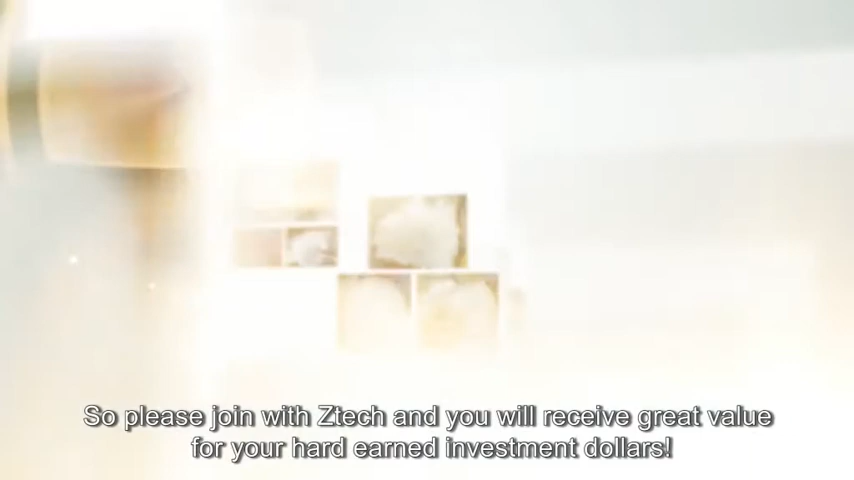 So please join with Ztech and you will receive great value
for your hard earned investment dollars!